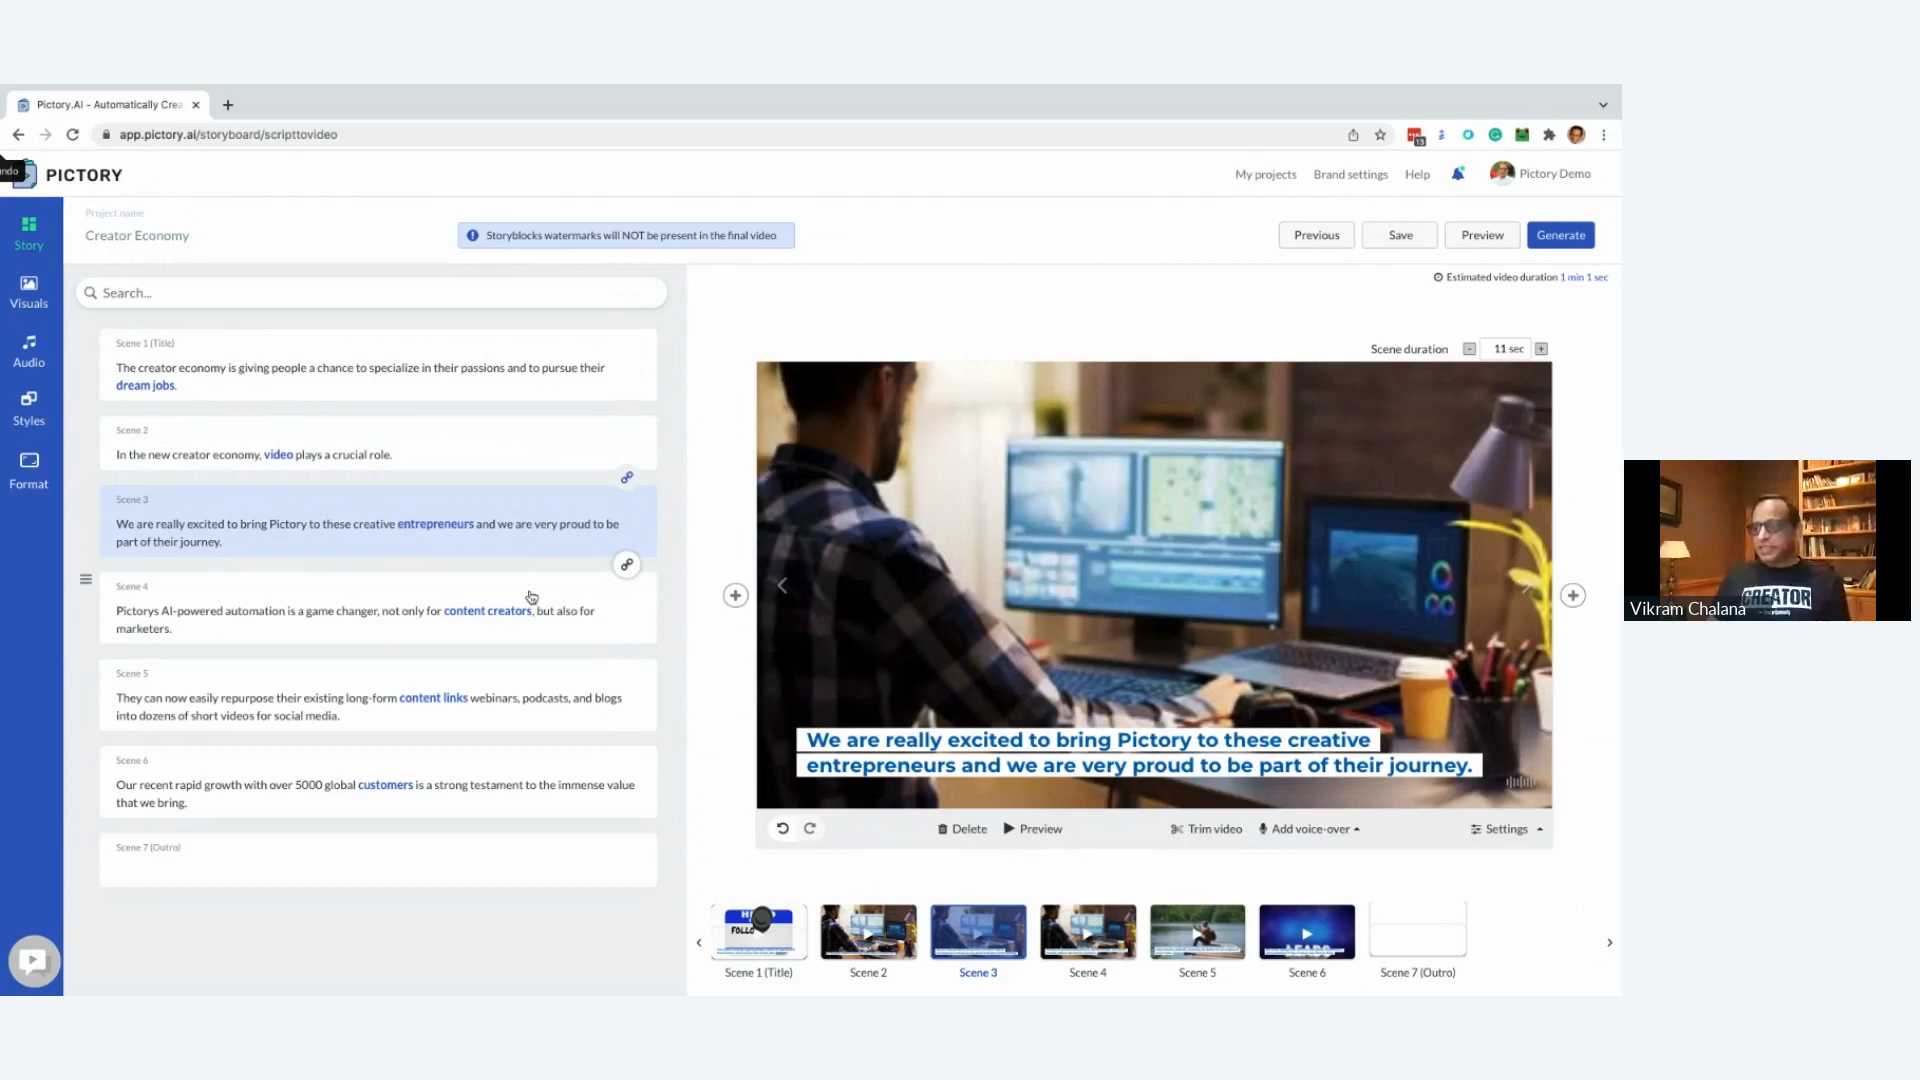 Pictory.AI - Automatically Crea
app.pictory.ai/storyboard/scripttovideo
13
ndo
PICTORY
My projects
Brand settings
Help
Pictory Demo
Story
Visuals
Audio
Styles
Format
Project name
Creator Economy
Storyblocks watermarks will NOT be present in the final video
Previous
Save
Preview
Generate
Estimated video duration 1 min 1 sec
Search...
Scene 1 (Title)
The creator economy is giving people a chance to specialize in their passions and to pursue their
dream jobs.
Scene 2
In the new creator economy, video plays a crucial role.
Scene 3
We are really excited to bring Pictory to these creative entrepreneurs and we are very proud to be
part of their journey.
Scene 4
Pictorys AI-powered automation is a game changer, not only for content creators, but also for
marketers.
Scene 5
They can now easily repurpose their existing long-form content links webinars, podcasts, and blogs
into dozens of short videos for social media.
Scene 6
Our recent rapid growth with over 5000 global customers is a strong testament to the immense value
that we bring.
Scene 7 (Outro)
Scene duration
- 11 sec +
We are really excited to bring Pictory to these creative
entrepreneurs and we are very proud to be part of their journey.
Delete
Preview
Trim video
Add voice-over
Settings
FOLLO
LEADS
Scene 1 (Title)
Scene 2
Scene 3
Scene 4
Scene 5
Scene 6
Scene 7 (Outro)
CREATOR
Vikram Chalana